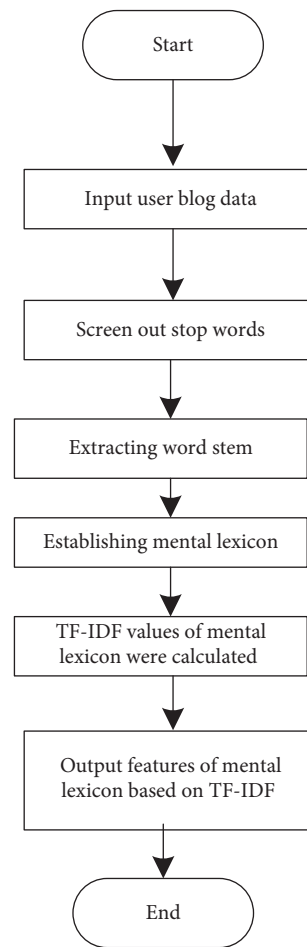 Start
Input user blog data
Screen out stop words
Extracting word stem
Establishing mental lexicon
TF-IDF values of mental
lexicon were calculated
Output features of mental
lexicon based on TF-IDF
End